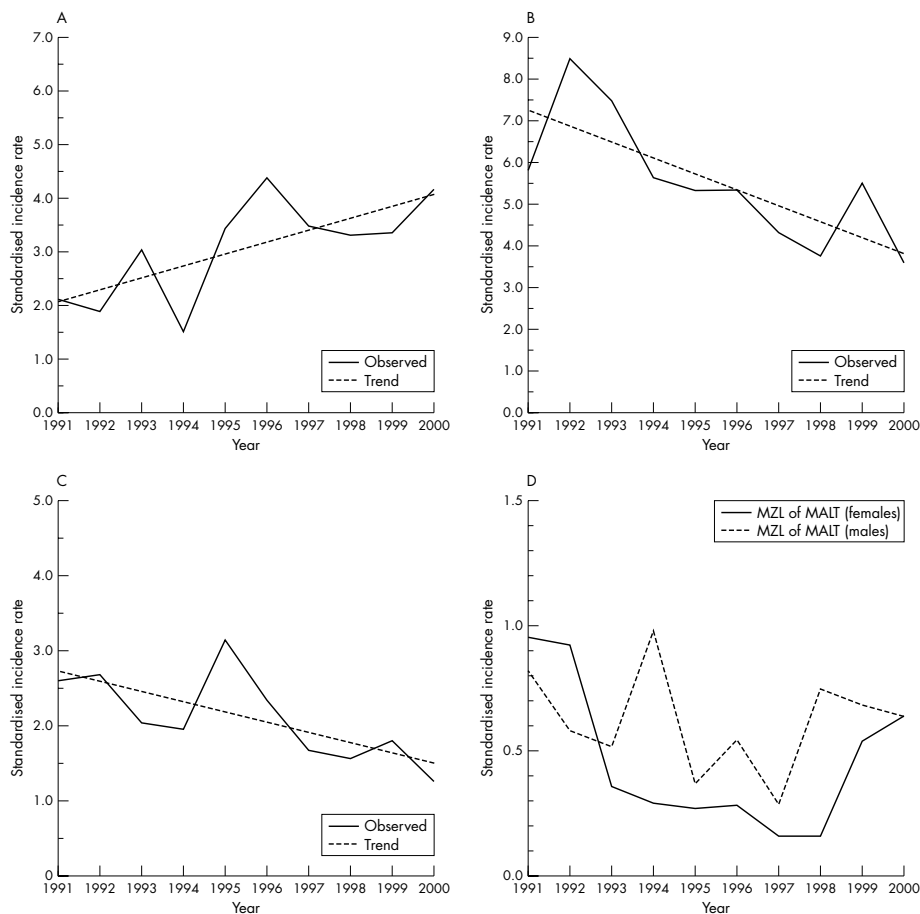 A
7.0
6.0
5.0
4.0
3.0
2.0
1.0
0.0
Standardised incidence rate
1991 1992 1993 1994 1995 1996 1997 1998 1999 2000
Year
Observed
Trend
B
9.0
8.0
7.0
6.0
5.0
4.0
3.0
2.0
1.0
0.0
Standardised incidence rate
1991 1992 1993 1994 1995 1996 1997 1998 1999 2000
Year
Observed
Trend
C
5.0
4.0
3.0
2.0
1.0
0
Standardised incidence rate
1991 1992 1993 1994 1995 1996 1997 1998 1999 2000
Year
Observed
Trend
D
1.5
1.0
0.5
0.0
Standardised incidence rate
1991 1992 1993 1994 1995 1996 1997 1998 1999 2000
Year
MZL of MALT (females)
MZL of MALT (males)